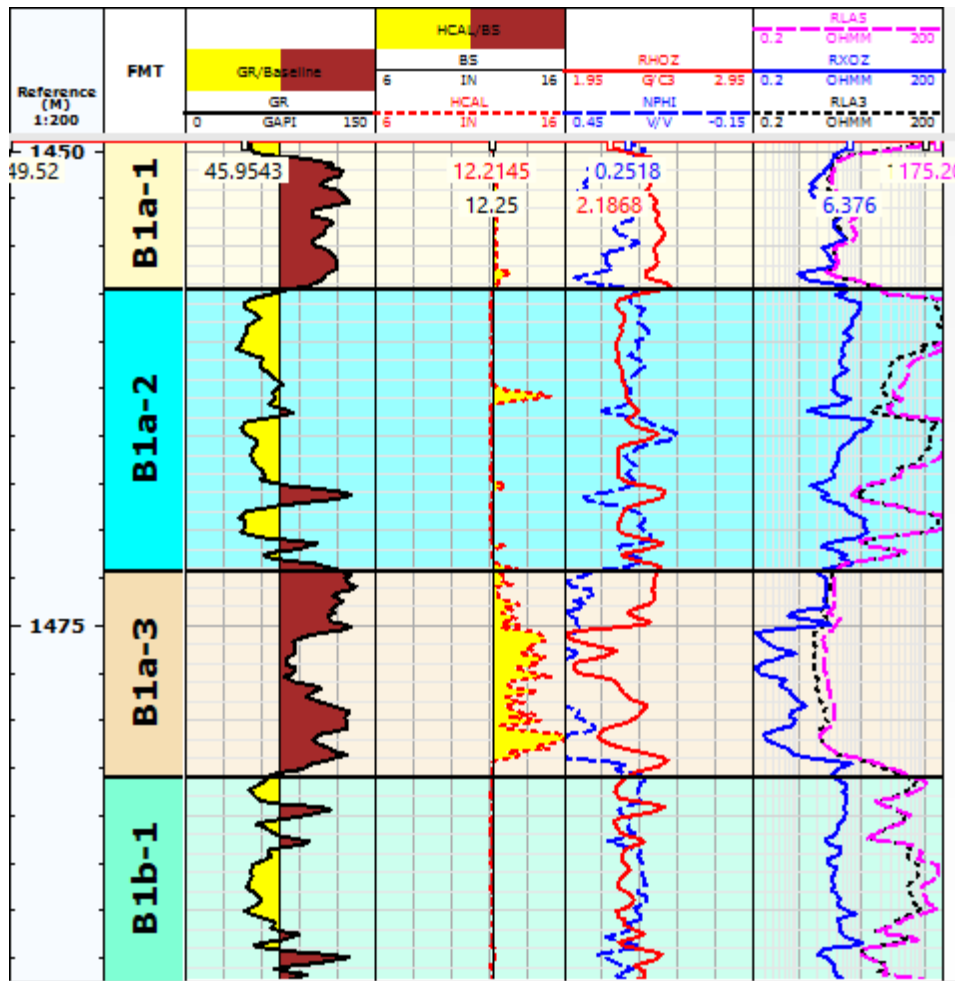 HCAL/BS
RLA5
0.2 OHMM 200
GR/Baseline
BS
6 IN 16
RHOZ
1.95 G/C3 2.95
RXOZ
0.2 OHMM 200
Reference
(M)
1:200
FMT
GR
0 GAPI 150
HCAL
6 IN 16
NPHI
0.45 V/V -0.15
RLA3
0.2 OHMM 200
1450
49.52
45.9543
12.2145
0.2518
175.20
12.25
2.1868
6.376
B1a-1
B1a-2
1475
B1a-3
B1b-1